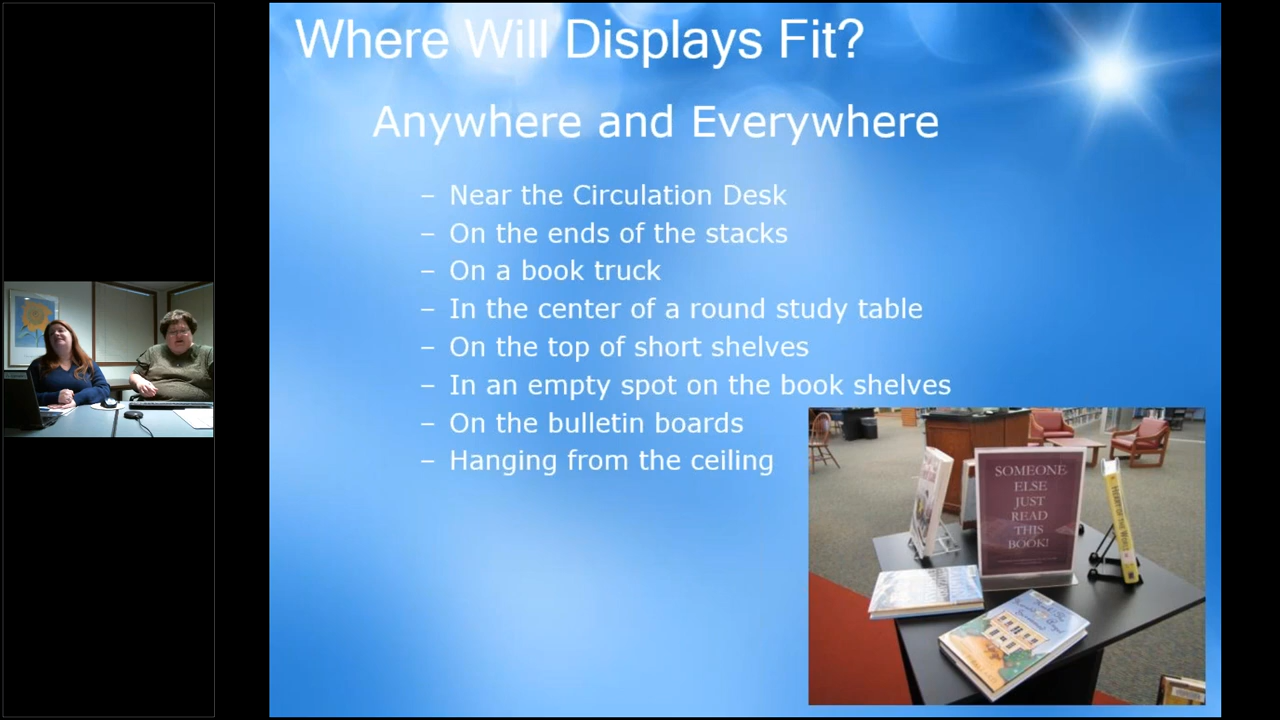 Where Will Displays Fit?
Anywhere and Everywhere
– Near the Circulation Desk
– On the ends of the stacks
– On a book truck
– In the center of a round study table
– On the top of short shelves
– In an empty spot on the book shelves
– On the bulletin boards
– Hanging from the ceiling
SOMEONE
ELSE
JUST
READ
THIS
BOOK!